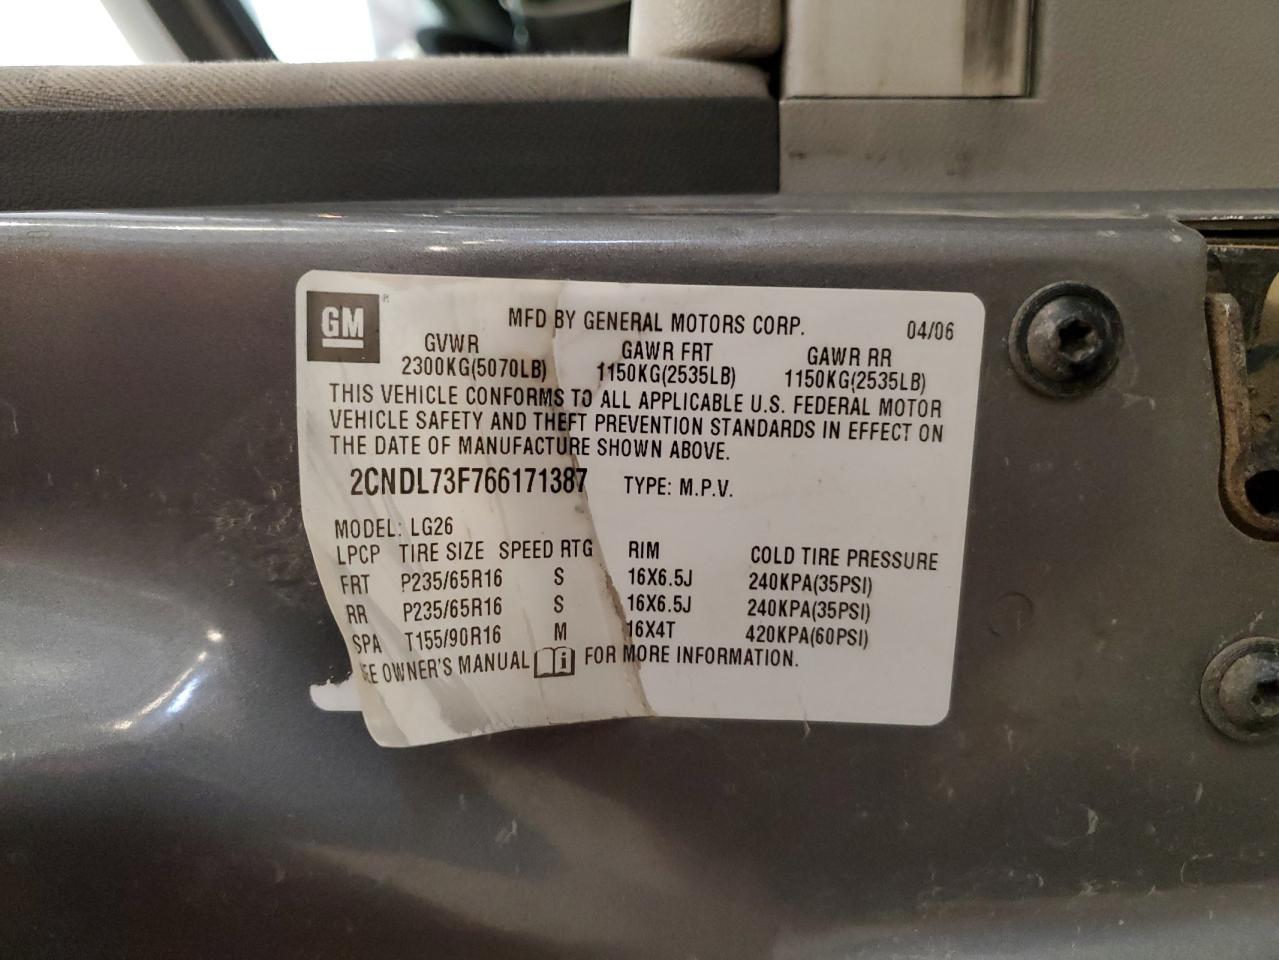 GM ®
MFD BY GENERAL MOTORS CORP. 04/06
GVWR GAWR FRT GAWR RR
2300KG(5070LB) 1150KG(2535LB) 1150KG(2535LB)
THIS VEHICLE CONFORMS TO ALL APPLICABLE U.S. FEDERAL MOTOR
VEHICLE SAFETY AND THEFT PREVENTION STANDARDS IN EFFECT ON
THE DATE OF MANUFACTURE SHOWN ABOVE.
2CNDL73F766171387 TYPE: M.P.V.
MODEL: LG26
LPCP TIRE SIZE SPEED RTG RIM COLD TIRE PRESSURE
FRT P235/65R16 S 16X6.5J 240KPA(35PSI)
RR P235/65R16 S 16X6.5J 240KPA(35PSI)
SPA T155/90R16 M 16X4T 420KPA(60PSI)
SEE OWNER'S MANUAL i FOR MORE INFORMATION.